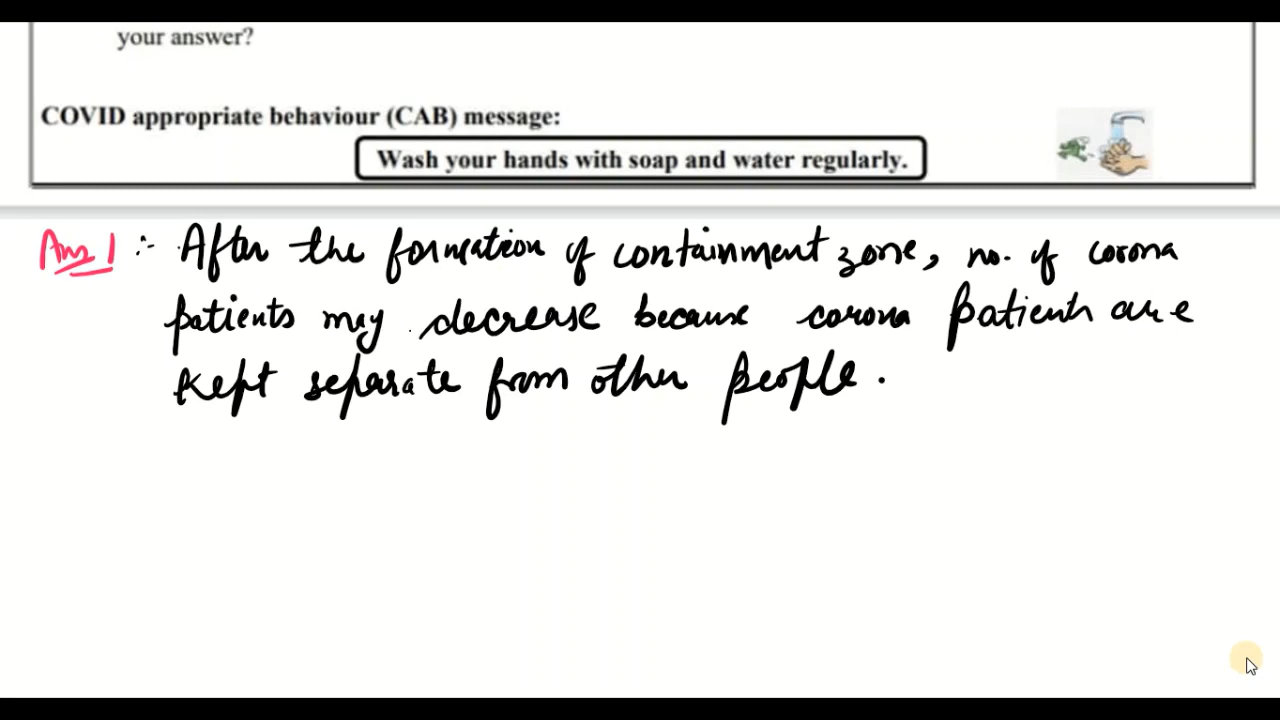 your answer?
COVID appropriate behaviour (CAB) message:
Wash your hands with soap and water regularly.
Ans 1 :- After the formation of containment zone, no. of corona
patients may decrease because corona patients are
kept separate from other people.